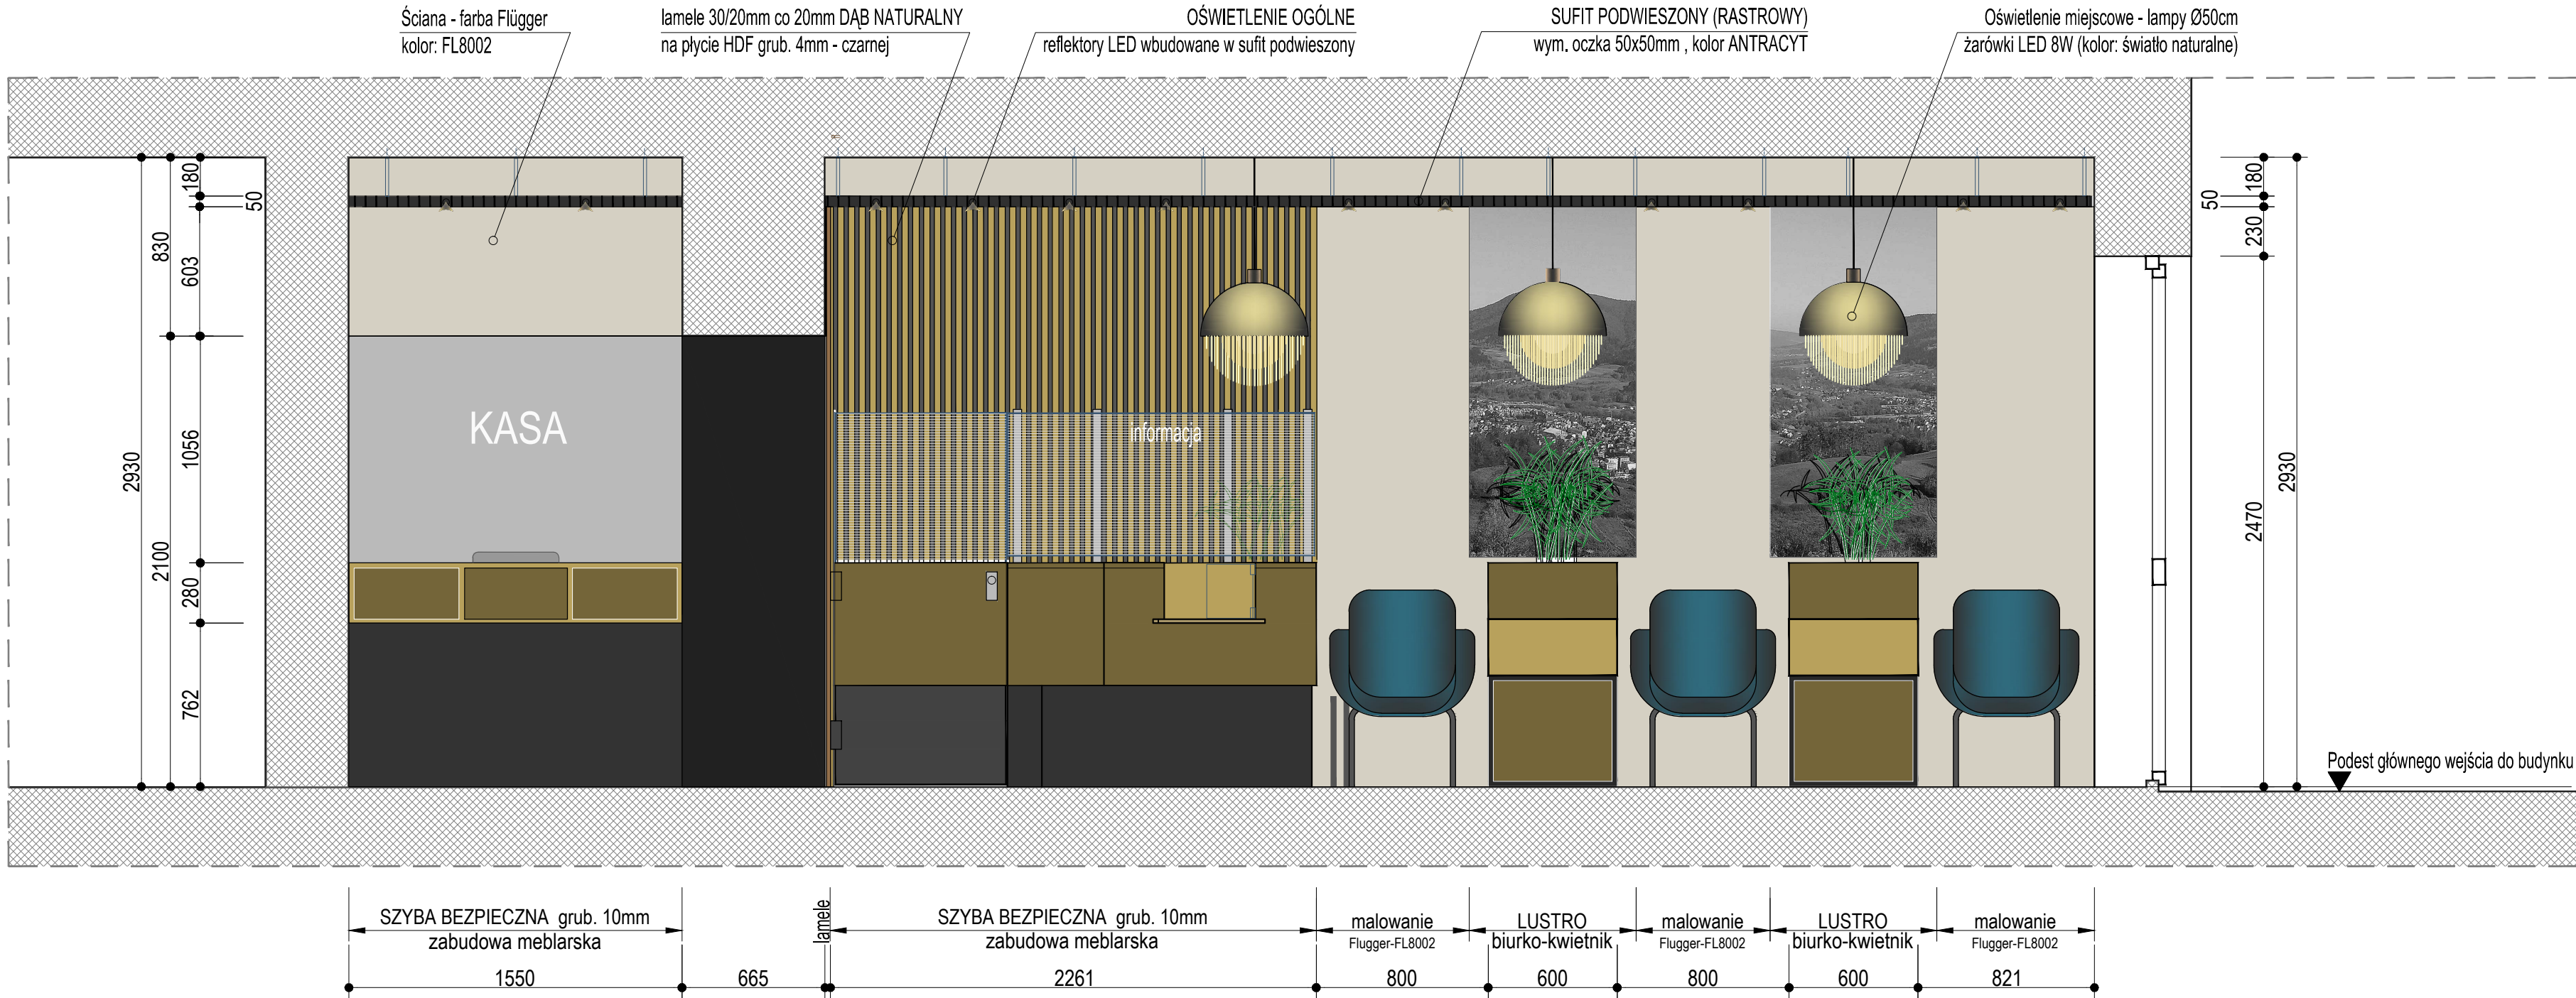 Ściana - farba Flügger
kolor: FL8002
lamele 30/20mm co 20mm DĄB NATURALNY
na płycie HDF grub. 4mm - czarnej
OŚWIETLENIE OGÓLNE
reflektory LED wbudowane w sufit podwieszony
SUFIT PODWIESZONY (RASTROWY)
wym. oczka 50x50mm , kolor ANTRACYT
Oświetlenie miejscowe - lampy Ø50cm
żarówki LED 8W (kolor: światło naturalne)
2930
830
2100
180
50
603
1056
280
762
KASA
informacja
180
50
230
2470
2930
Podest głównego wejścia do budynku
SZYBA BEZPIECZNA grub. 10mm
zabudowa meblarska
lamele
SZYBA BEZPIECZNA grub. 10mm
zabudowa meblarska
malowanie
Flugger-FL8002
LUSTRO
biurko-kwietnik
malowanie
Flugger-FL8002
LUSTRO
biurko-kwietnik
malowanie
Flugger-FL8002
1550
665
2261
800
600
800
600
821